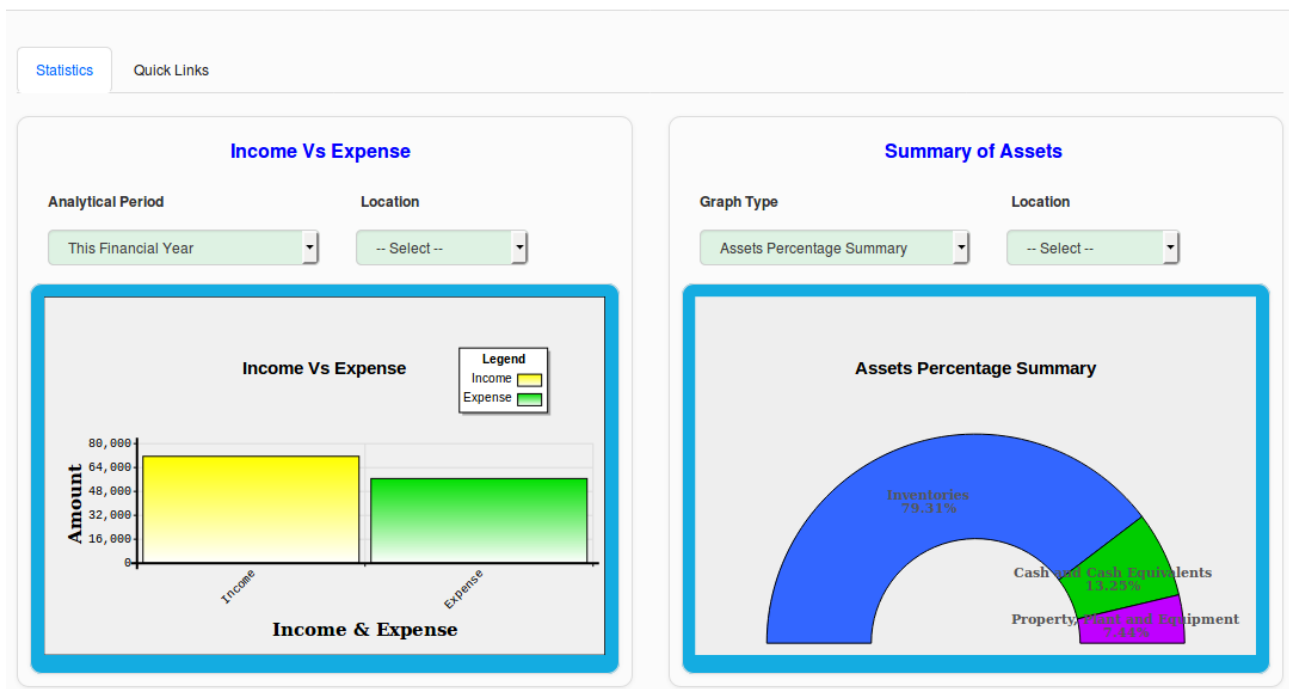 Statistics
Quick Links
Income Vs Expense
Analytical Period
Location
This Financial Year
-- Select --
Income Vs Expense
Legend
Income
Expense
80,000
64,000
48,000
32,000
16,000
0
Amount
Income
Expense
Income & Expense
Summary of Assets
Graph Type
Location
Assets Percentage Summary
-- Select --
Assets Percentage Summary
Inventories
79.31%
Cash and Cash Equivalents
13.25%
Property, Plant and Equipment